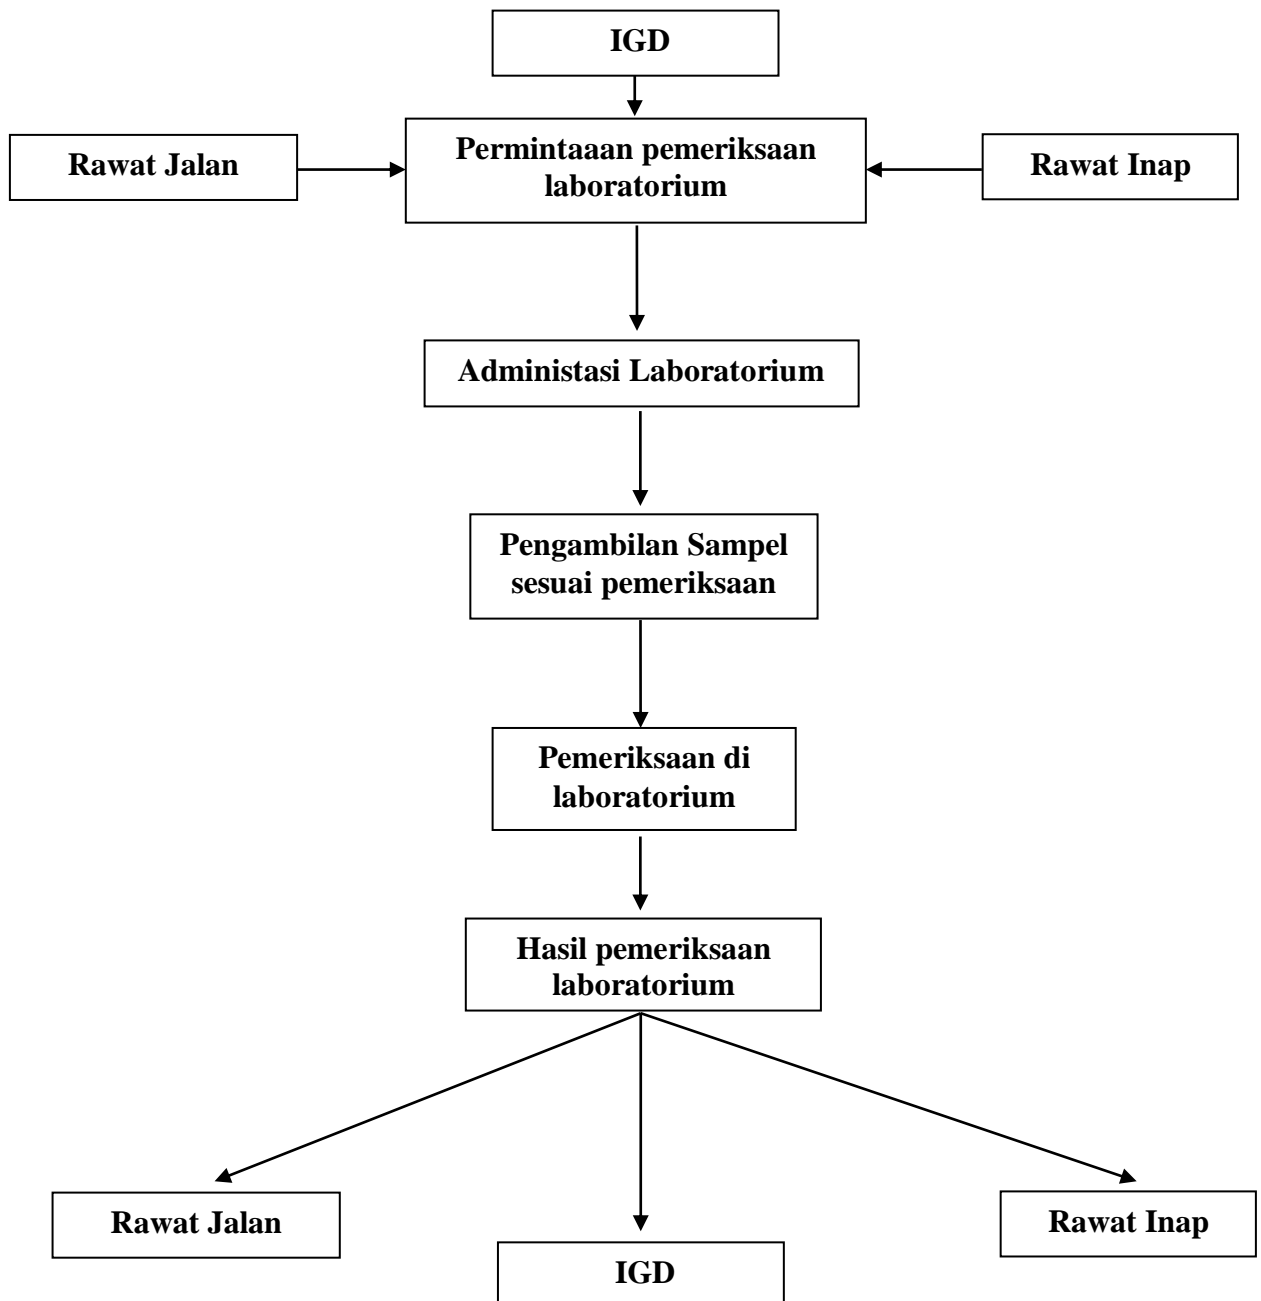 IGD
Rawat Jalan
Permintaaan pemeriksaan
laboratorium
Rawat Inap
Administasi Laboratorium
Pengambilan Sampel
sesuai pemeriksaan
Pemeriksaan di
laboratorium
Hasil pemeriksaan
laboratorium
Rawat Jalan
IGD
Rawat Inap